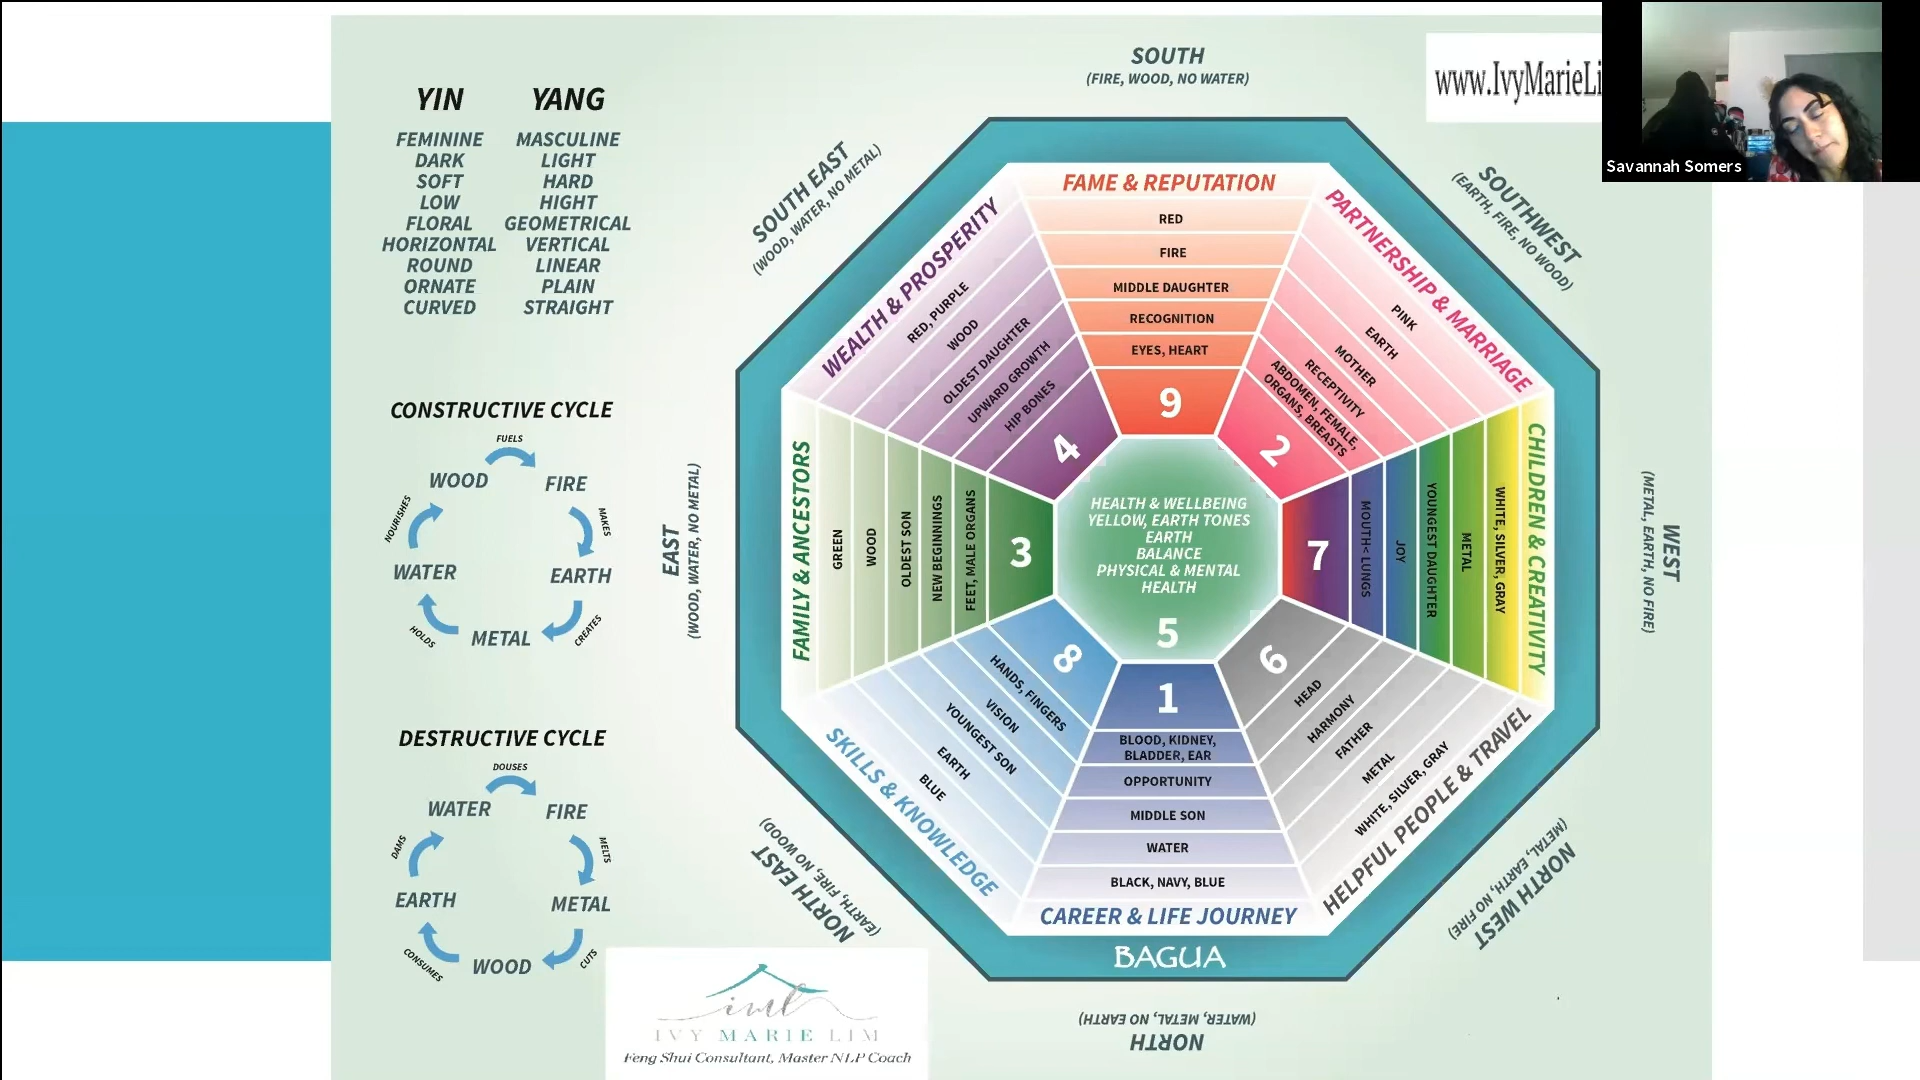 SOUTH
(FIRE, WOOD, NO WATER)
www.IvyMarieLi
Savannah Somers
YIN
FEMININE
DARK
SOFT
LOW
FLORAL
HORIZONTAL
ROUND
ORNATE
CURVED
YANG
MASCULINE
LIGHT
HARD
HIGHT
GEOMETRICAL
VERTICAL
LINEAR
PLAIN
STRAIGHT
CONSTRUCTIVE CYCLE
FUELS
WOOD
FIRE
NOURISHES
MAKES
WATER
EARTH
HOLDS
METAL
CREATES
DESTRUCTIVE CYCLE
DOUSES
WATER
FIRE
DAMS
MELTS
EARTH
METAL
CONSUMES
WOOD
CUTS
SOUTH EAST
(WOOD, WATER, NO METAL)
SOUTHWEST
(EARTH, FIRE, NO WOOD)
EAST
(WOOD, WATER, NO METAL)
WEST
(METAL, EARTH, NO FIRE)
NORTH EAST
(EARTH, FIRE, NO WOOD)
NORTH WEST
(METAL, EARTH, NO FIRE)
NORTH
(WATER, METAL, NO EARTH)
WEALTH & PROSPERITY
RED, PURPLE
WOOD
OLDEST DAUGHTER
UPWARD GROWTH
HIP BONES
4
FAME & REPUTATION
RED
FIRE
MIDDLE DAUGHTER
RECOGNITION
EYES, HEART
9
PARTNERSHIP & MARRIAGE
PINK
EARTH
MOTHER
RECEPTIVITY
ABDOMEN, FEMALE,
ORGANS, BREASTS
2
FAMILY & ANCESTORS
GREEN
WOOD
OLDEST SON
NEW BEGINNINGS
FEET, MALE ORGANS
3
HEALTH & WELLBEING
YELLOW, EARTH TONES
EARTH
BALANCE
PHYSICAL & MENTAL
HEALTH
5
7
MOUTH< LUNGS
JOY
YOUNGEST DAUGHTER
METAL
WHITE, SILVER, GRAY
CHILDREN & CREATIVITY
8
HANDS, FINGERS
VISION
YOUNGEST SON
EARTH
BLUE
SKILLS & KNOWLEDGE
1
BLOOD, KIDNEY,
BLADDER, EAR
OPPORTUNITY
MIDDLE SON
WATER
BLACK, NAVY, BLUE
CAREER & LIFE JOURNEY
6
HEAD
HARMONY
FATHER
METAL
WHITE, SILVER, GRAY
HELPFUL PEOPLE & TRAVEL
BAGUA
iml
IVY MARIE LIM
Feng Shui Consultant, Master NLP Coach